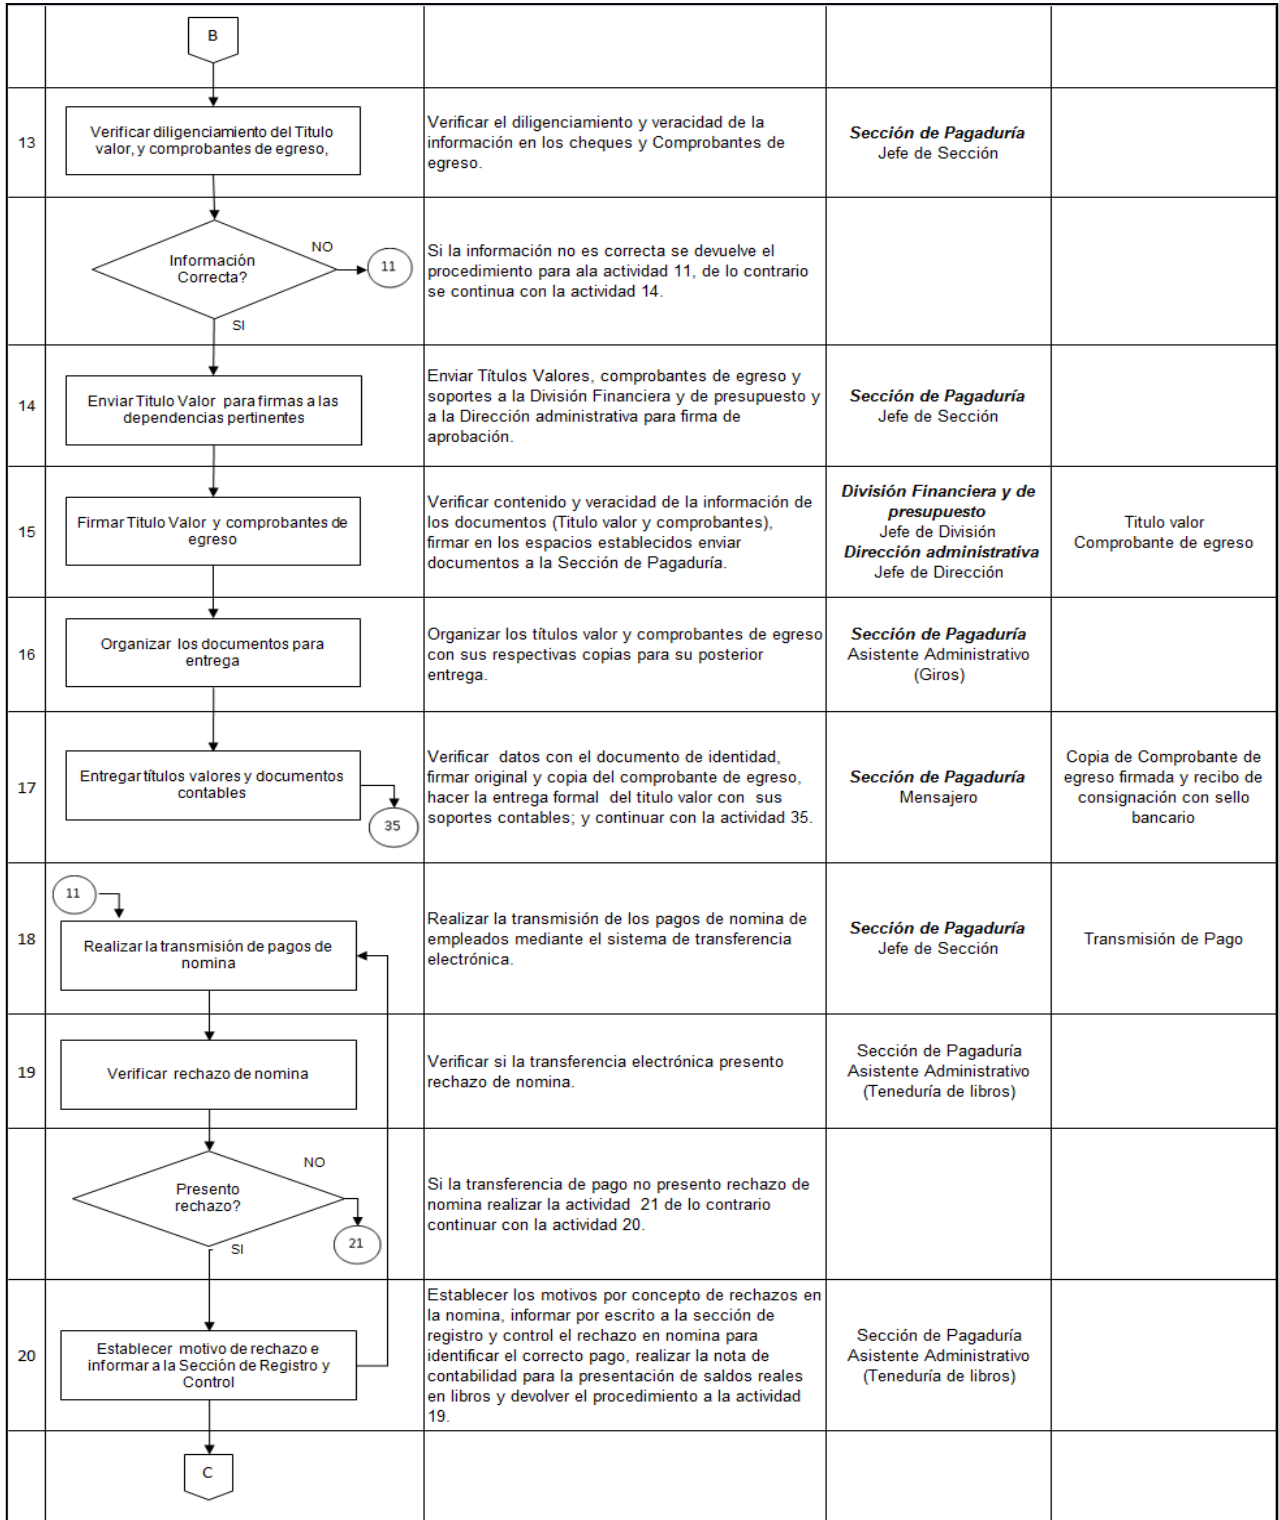 B
13
Verificar diligenciamiento del Titulo
valor, y comprobantes de egreso,
Verificar el diligenciamiento y veracidad de la
información en los cheques y Comprobantes de
egreso.
Sección de Pagaduría
Jefe de Sección
Información
Correcta?
NO
11
SI
Si la información no es correcta se devuelve el
procedimiento para ala actividad 11, de lo contrario
se continua con la actividad 14.
14
Enviar Titulo Valor para firmas a las
dependencias pertinentes
Enviar Títulos Valores, comprobantes de egreso y
soportes a la División Financiera y de presupuesto y
a la Dirección administrativa para firma de
aprobación.
Sección de Pagaduría
Jefe de Sección
15
Firmar Titulo Valor y comprobantes de
egreso
Verificar contenido y veracidad de la información de
los documentos (Titulo valor y comprobantes),
firmar en los espacios establecidos enviar
documentos a la Sección de Pagaduría.
División Financiera y de
presupuesto
Jefe de División
Dirección administrativa
Jefe de Dirección
Titulo valor
Comprobante de egreso
16
Organizar los documentos para
entrega
Organizar los títulos valor y comprobantes de egreso
con sus respectivas copias para su posterior
entrega.
Sección de Pagaduría
Asistente Administrativo
(Giros)
17
Entregar títulos valores y documentos
contables
35
Verificar datos con el documento de identidad,
firmar original y copia del comprobante de egreso,
hacer la entrega formal del titulo valor con sus
soportes contables; y continuar con la actividad 35.
Sección de Pagaduría
Mensajero
Copia de Comprobante de
egreso firmada y recibo de
consignación con sello
bancario
11
18
Realizar la transmisión de pagos de
nomina
Realizar la transmisión de los pagos de nomina de
empleados mediante el sistema de transferencia
electrónica.
Sección de Pagaduría
Jefe de Sección
Transmisión de Pago
19
Verificar rechazo de nomina
Verificar si la transferencia electrónica presento
rechazo de nomina.
Sección de Pagaduría
Asistente Administrativo
(Teneduría de libros)
Presento
rechazo?
NO
21
SI
Si la transferencia de pago no presento rechazo de
nomina realizar la actividad 21 de lo contrario
continuar con la actividad 20.
20
Establecer motivo de rechazo e
informar a la Sección de Registro y
Control
Establecer los motivos por concepto de rechazos en
la nomina, informar por escrito a la sección de
registro y control el rechazo en nomina para
identificar el correcto pago, realizar la nota de
contabilidad para la presentación de saldos reales
en libros y devolver el procedimiento a la actividad
19.
Sección de Pagaduría
Asistente Administrativo
(Teneduría de libros)
C